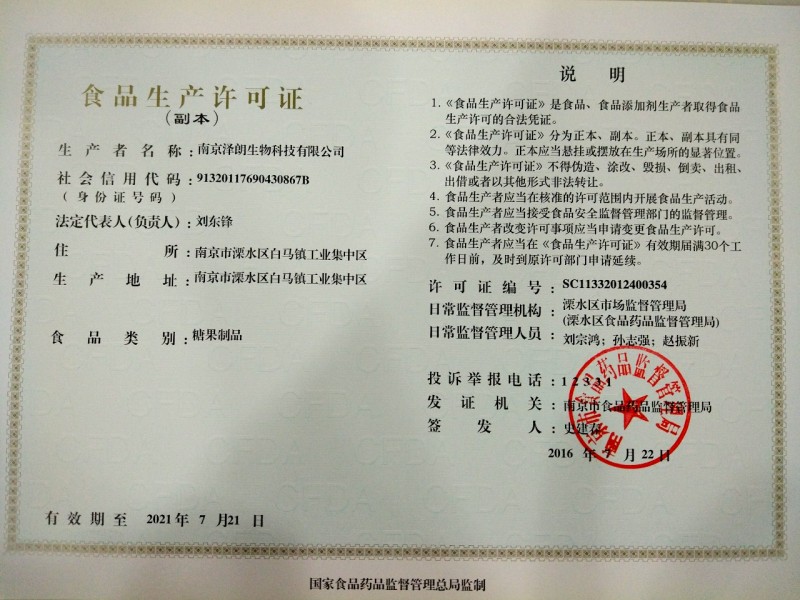 食品生产许可证
(副本)
生产者名称：南京泽朗生物科技有限公司
社会信用代码：91320117690430867B
(身份证号码)
法定代表人(负责人)：刘东锋
住所：南京市溧水区白马镇工业集中区
生产地址：南京市溧水区白马镇工业集中区
食品类别：糖果制品
有效期至 2021年 7 月21 日
说 明
1.《食品生产许可证》是食品、食品添加剂生产者取得食品
生产许可的合法凭证。
2.《食品生产许可证》分为正本、副本。正本、副本具有同
等法律效力。正本应当悬挂或摆放在生产场所的显著位置。
3.《食品生产许可证》不得伪造、涂改、毁损、倒卖、出租、
出借或者以其他形式非法转让。
4. 食品生产者应当在核准的许可范围内开展食品生产活动。
5. 食品生产者应当接受食品安全监督管理部门的监督管理。
6. 食品生产者改变许可事项应当申请变更食品生产许可。
7. 食品生产者应当在《食品生产许可证》有效期届满30个工
作日前，及时到原许可部门申请延续。
许可证编号：SC11332012400354
日常监督管理机构：溧水区市场监督管理局
(溧水区食品药品监督管理局)
日常监督管理人员：刘宗鸿；孙志强；赵振新
投诉举报电话：12331
发证机关：南京市食品药品监督管理局
签发人：史建
2016 年 7 月 22 日
南京市食品药品监督管理局
国家食品药品监督管理总局监制